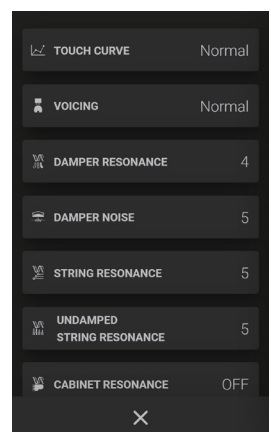 TOUCH CURVE Normal
VOICING Normal
DAMPER RESONANCE 4
DAMPER NOISE 5
STRING RESONANCE 5
UNDAMPED
STRING RESONANCE 5
CABINET RESONANCE OFF